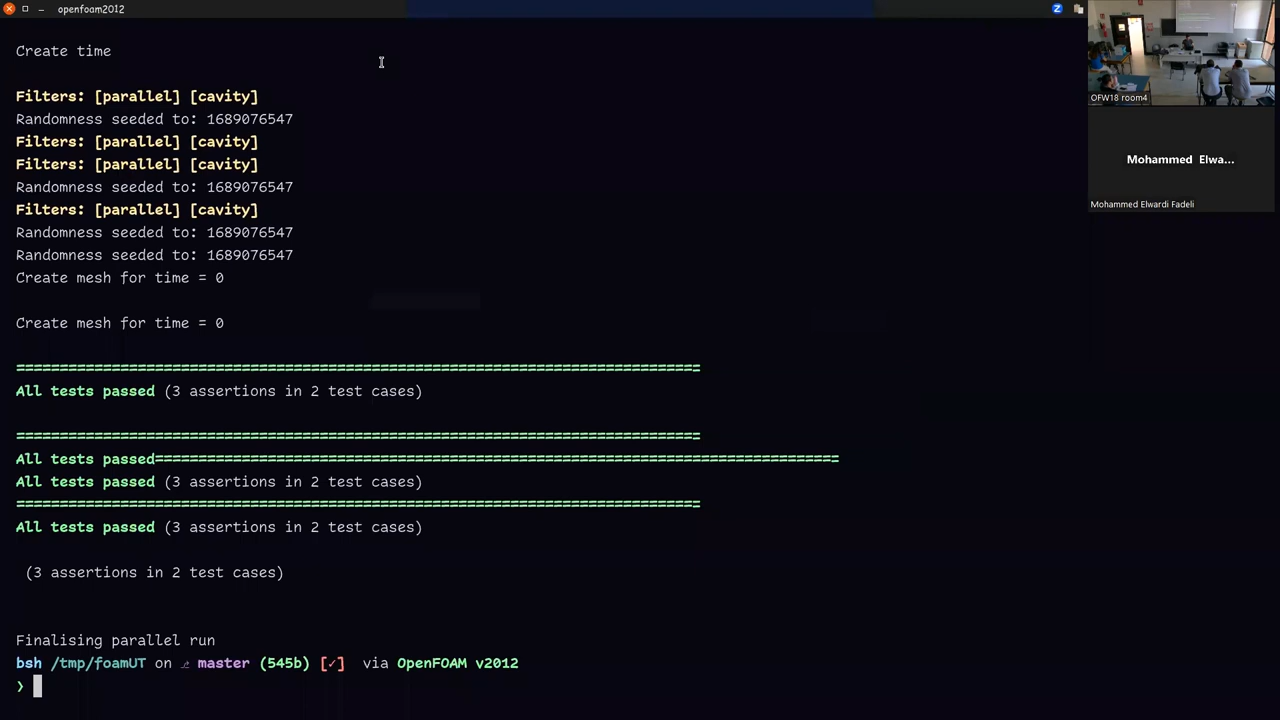 openfoam2012
Z
Create time
Filters: [parallel] [cavity]
Randomness seeded to: 1689076547
Filters: [parallel] [cavity]
Filters: [parallel] [cavity]
Randomness seeded to: 1689076547
Filters: [parallel] [cavity]
Randomness seeded to: 1689076547
Randomness seeded to: 1689076547
Create mesh for time = 0
Create mesh for time = 0
===============================================================================
All tests passed (3 assertions in 2 test cases)
===============================================================================
All tests passed===============================================================================
All tests passed (3 assertions in 2 test cases)
===============================================================================
All tests passed (3 assertions in 2 test cases)
(3 assertions in 2 test cases)
Finalising parallel run
bsh /tmp/foamUT on master (545b) [✓] via OpenFOAM v2012
❯
OFW18 room4
Mohammed Elwa...
Mohammed Elwardi Fadeli